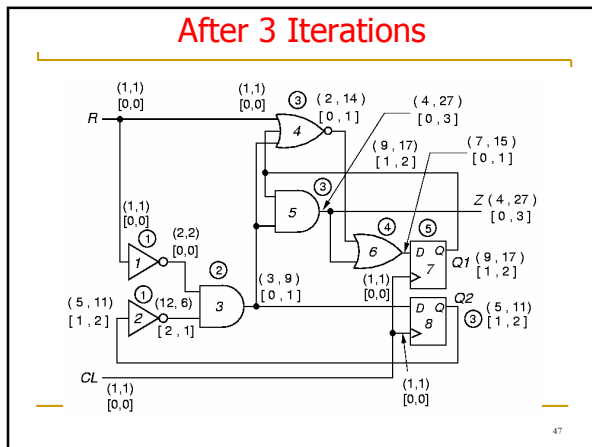 After 3 Iterations
(1,1)
[0,0]
R
(1,1)
[0,0]
3
4
(2 , 14)
[ 0 , 1 ]
(4 , 27)
[ 0 , 3 ]
(9 , 17)
[ 1 , 2 ]
(7 , 15)
[ 0 , 1 ]
3
5
Z (4 , 27)
[ 0 , 3 ]
(1,1)
[0,0]
1
1
(2,2)
[0,0]
4
6
5
D Q
7
Q1
(9 , 17)
[ 1 , 2 ]
2
3
(3 , 9)
[ 0 , 1 ]
(1,1)
[0,0]
(5 , 11)
[ 1 , 2 ]
1
2
(12, 6)
[ 2 , 1 ]
D Q
8
Q2
(5 , 11)
[ 1 , 2 ]
3
CL
(1,1)
[0,0]
(1,1)
[0,0]
47